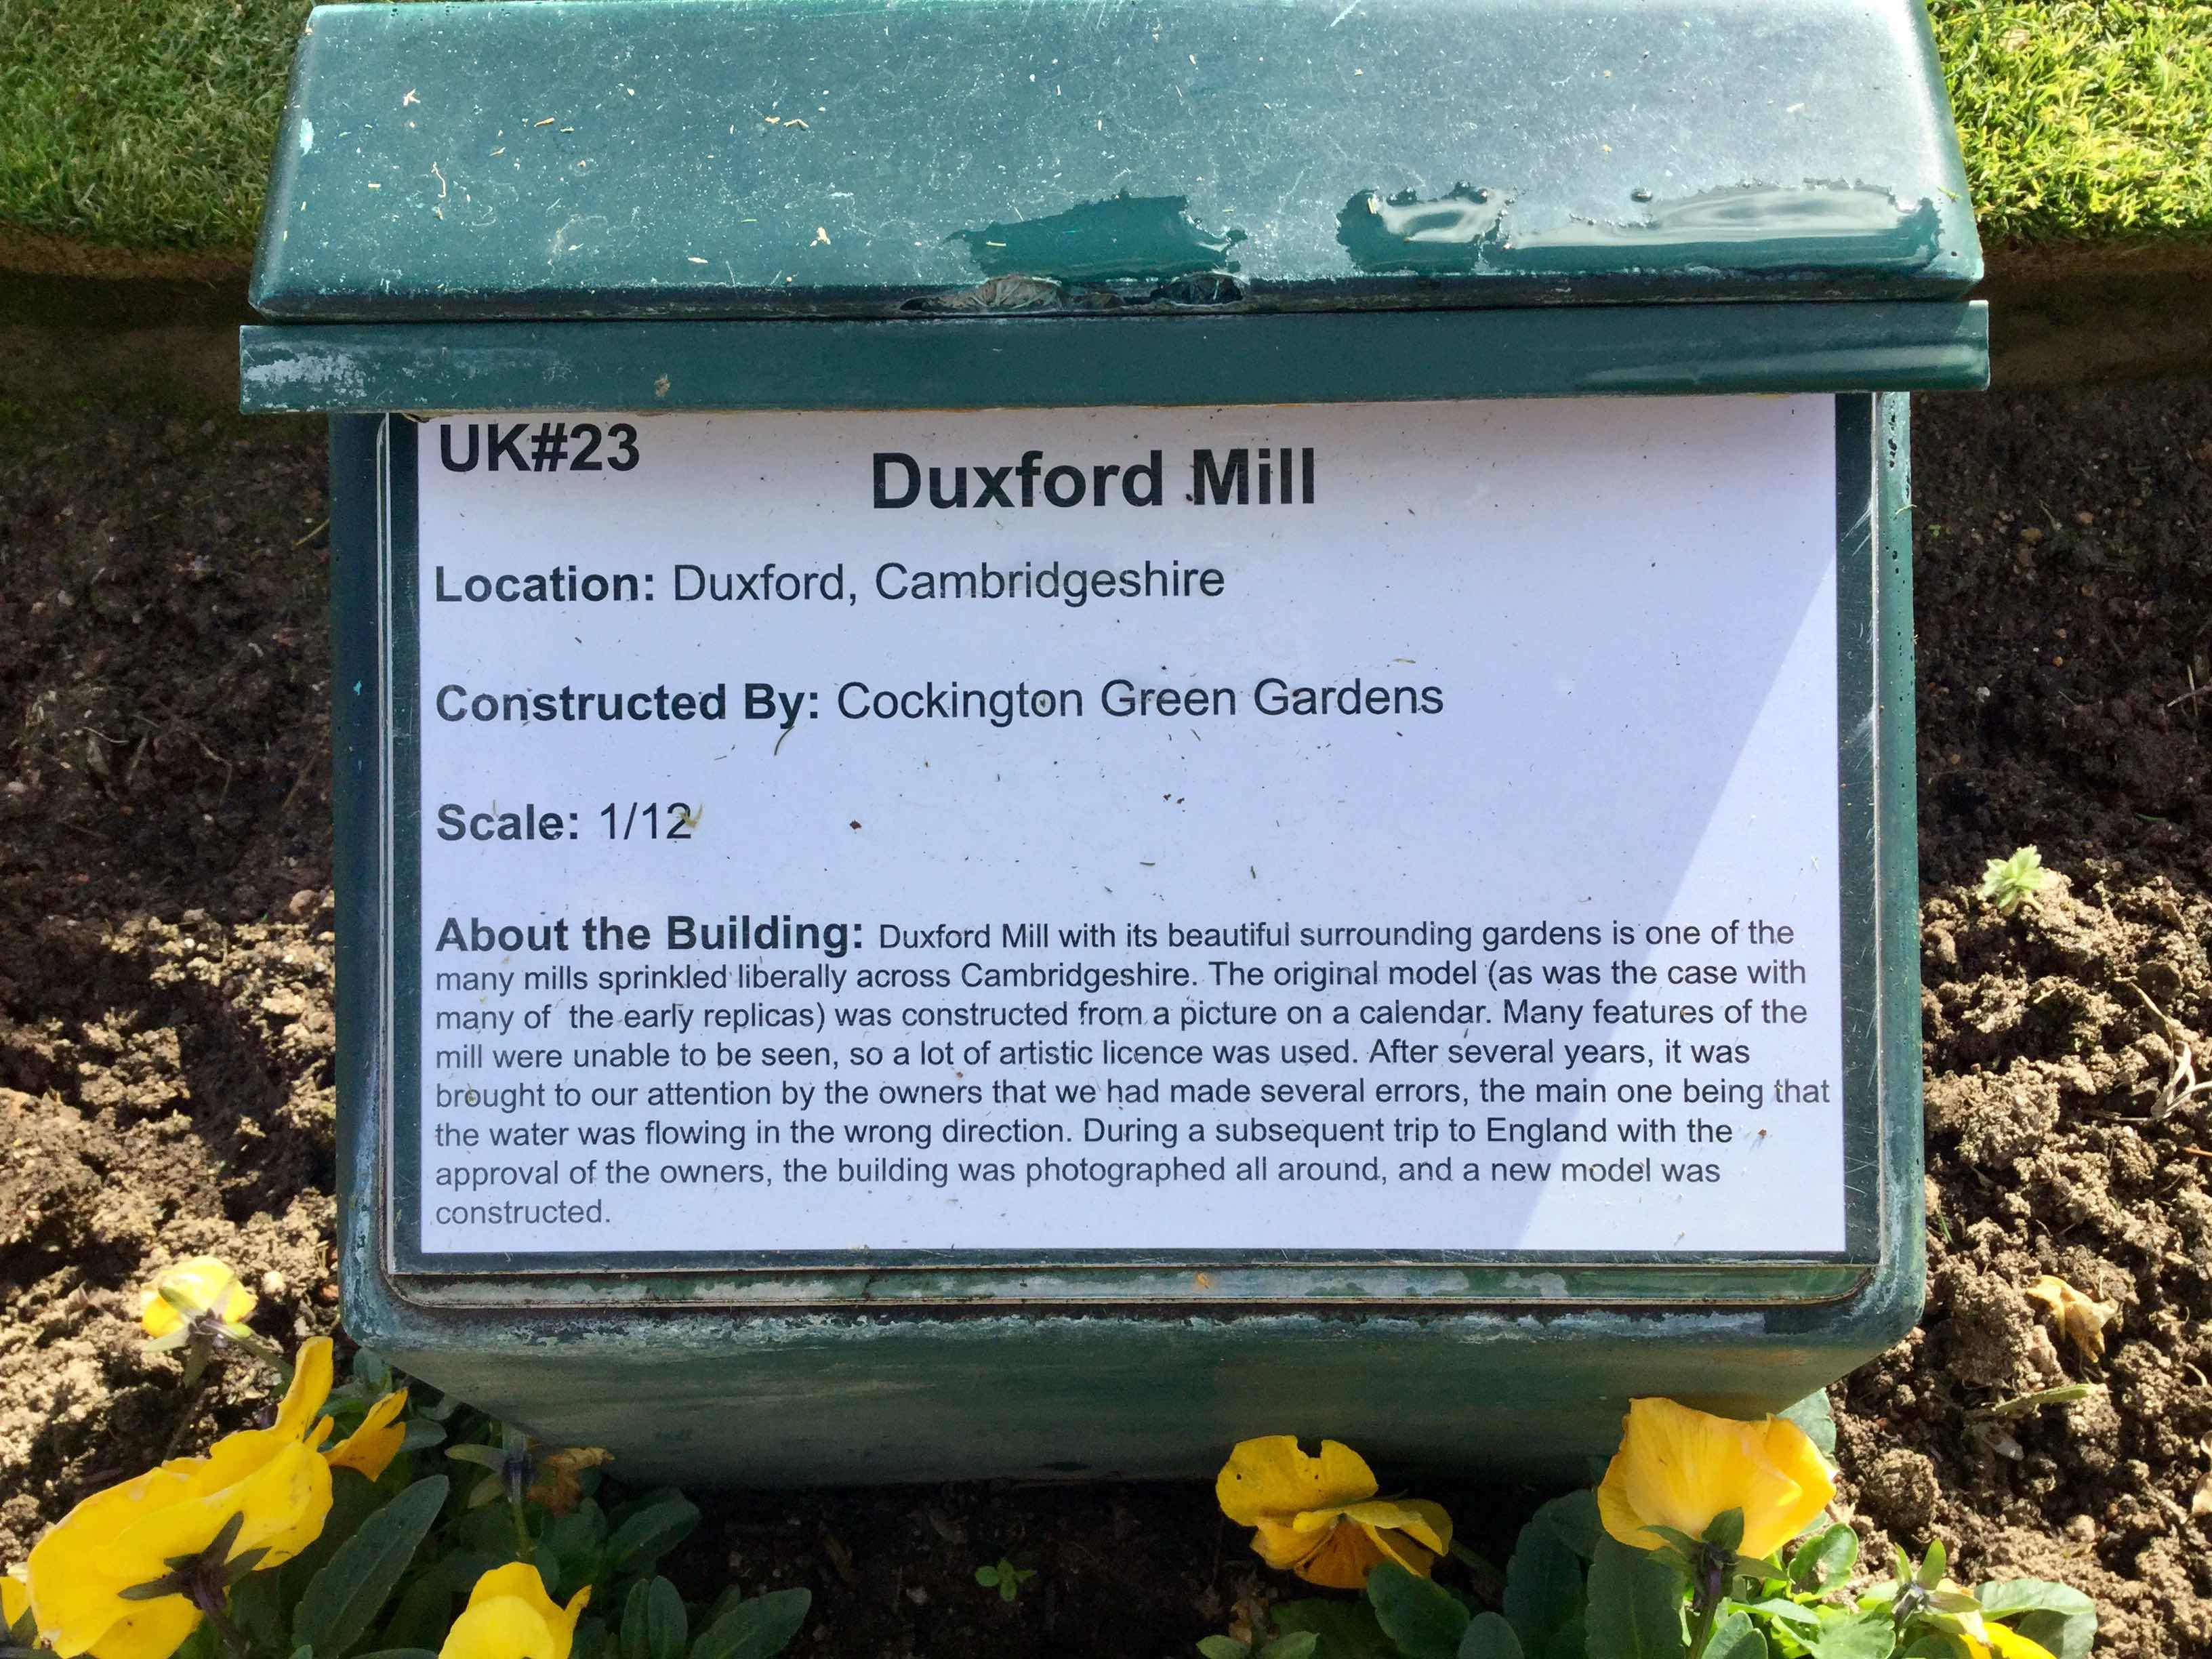 UK#23
Duxford Mill
Location: Duxford, Cambridgeshire
Constructed By: Cockington Green Gardens
Scale: 1/12
About the Building: Duxford Mill with its beautiful surrounding gardens is one of the
many mills sprinkled liberally across Cambridgeshire. The original model (as was the case with
many of the early replicas) was constructed from a picture on a calendar. Many features of the
mill were unable to be seen, so a lot of artistic licence was used. After several years, it was
brought to our attention by the owners that we had made several errors, the main one being that
the water was flowing in the wrong direction. During a subsequent trip to England with the
approval of the owners, the building was photographed all around, and a new model was
constructed.